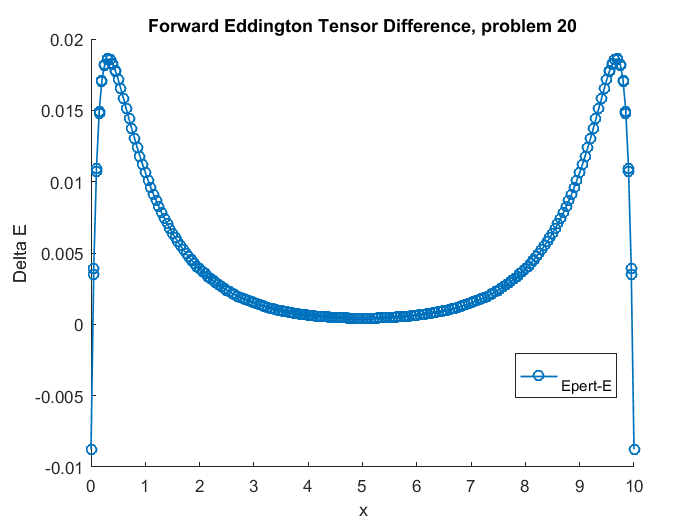 Forward Eddington Tensor Difference, problem 20
0.02
0.015
0.01
0.005
0
-0.005
-0.01
Delta E
Epert-E
0 1 2 3 4 5 6 7 8 9 10
x